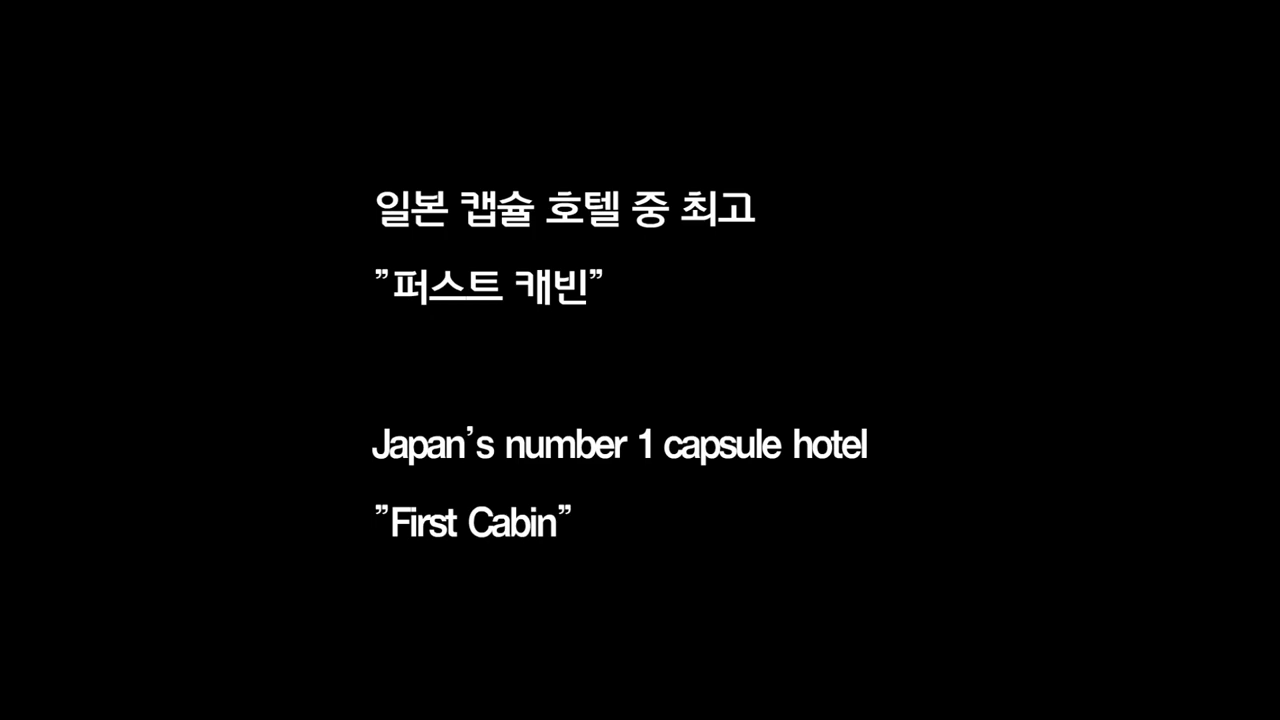 일본 캡슐 호텔 중 최고
”퍼스트 캐빈”
Japan’s number 1 capsule hotel
”First Cabin”